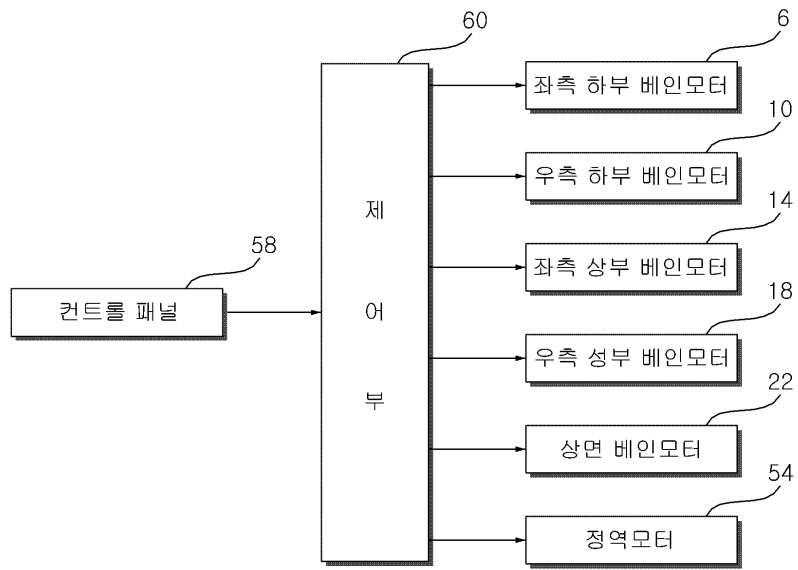 60
6
좌측 하부 베인모터
10
우측 하부 베인모터
14
좌측 상부 베인모터
58
컨트롤 패널
제
어
부
18
우측 성부 베인모터
22
상면 베인모터
54
정역모터